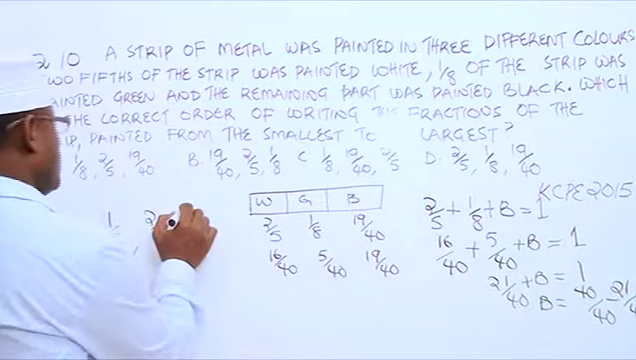 2 10 A STRIP OF METAL WAS PAINTED IN THREE DIFFERENT COLOURS
FIFTHS OF THE STRIP WAS PAINTED WHITE, 1/8 OF THE STRIP WAS
GREEN AND THE REMAINING PART WAS PAINTED BLACK. WHICH
THE CORRECT ORDER OF WRITING FRACTIONS OF THE
PAINTED FROM THE SMALLEST TO LARGEST?
1/8, 2/5, 19/40 B. 19/40, 2/5, 1/8 C 1/8, 19/40, 2/5 D. 2/5, 1/8, 19/40
KCPE 2015
W G B
2/5 1/8 19/40
16/40 5/40 19/40
2/5 + 1/8 + B = 1
16/40 + 5/40 + B = 1
21/40 + B = 1
B = 40/40 -
1/ , 2